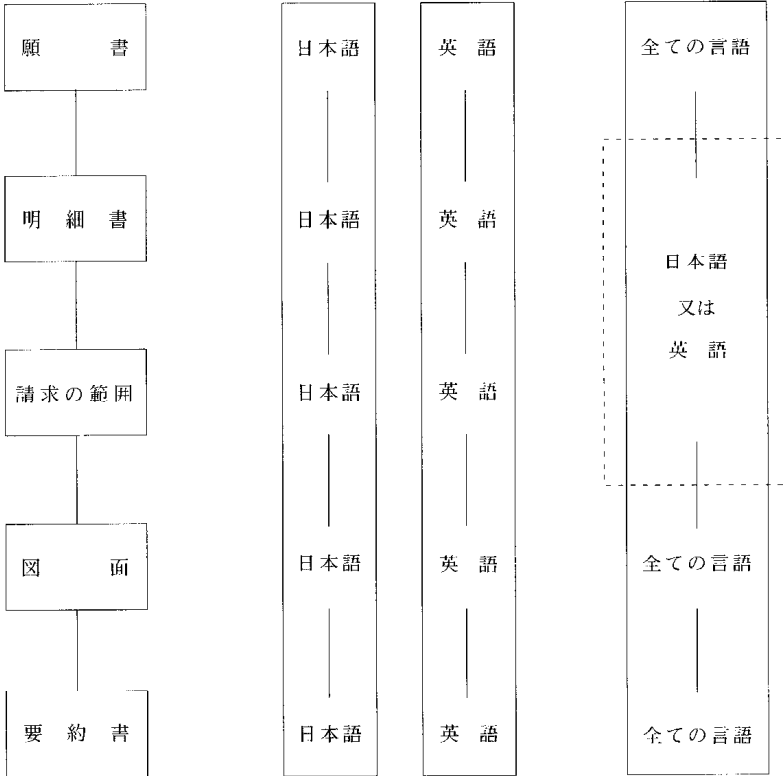 願書 日本語 英語 全ての言語
明細書 日本語 英語
日本語
又は
英語
請求の範囲 日本語 英語
図面 日本語 英語 全ての言語
要約書 日本語 英語 全ての言語